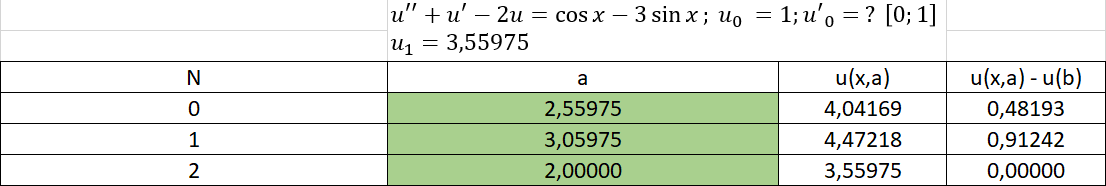 u′′ + u′ − 2u = cos x − 3 sin x ; u₀ = 1; u′₀ = ? [0; 1]
u₁ = 3,55975
N a u(x,a) u(x,a) - u(b)
0 2,55975 4,04169 0,48193
1 3,05975 4,47218 0,91242
2 2,00000 3,55975 0,00000